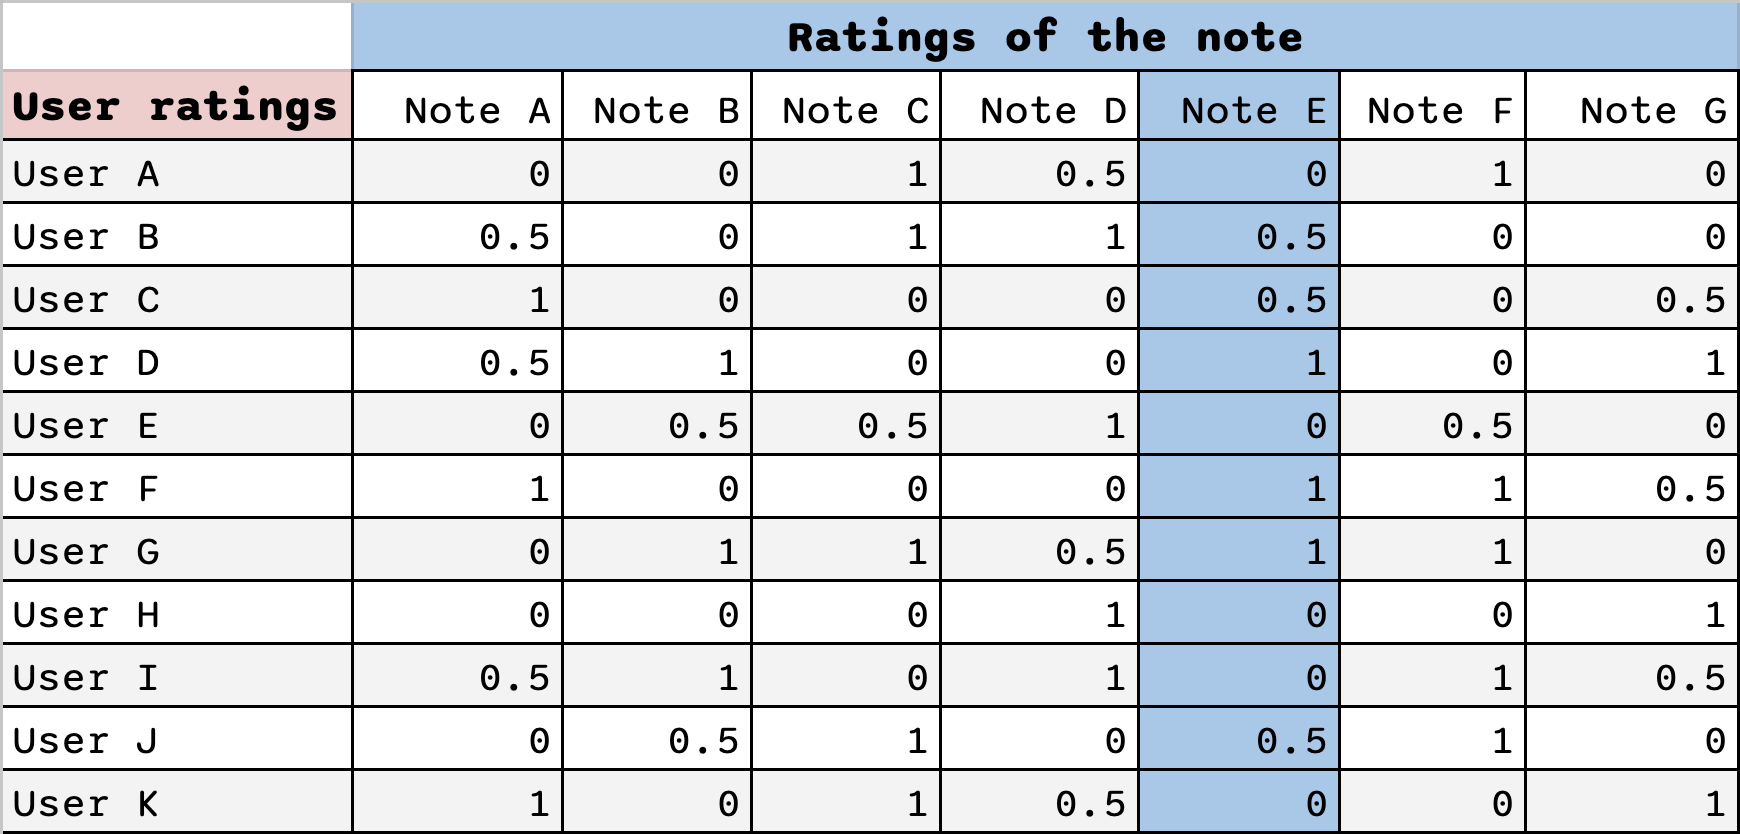 Ratings of the note
User ratings Note A Note B Note C Note D Note E Note F Note G
User A 0 0 1 0.5 0 1 0
User B 0.5 0 1 1 0.5 0 0
User C 1 0 0 0 0.5 0 0.5
User D 0.5 1 0 0 1 0 1
User E 0 0.5 0.5 1 0 0.5 0
User F 1 0 0 0 1 1 0.5
User G 0 1 1 0.5 1 1 0
User H 0 0 0 1 0 0 1
User I 0.5 1 0 1 0 1 0.5
User J 0 0.5 1 0 0.5 1 0
User K 1 0 1 0.5 0 0 1